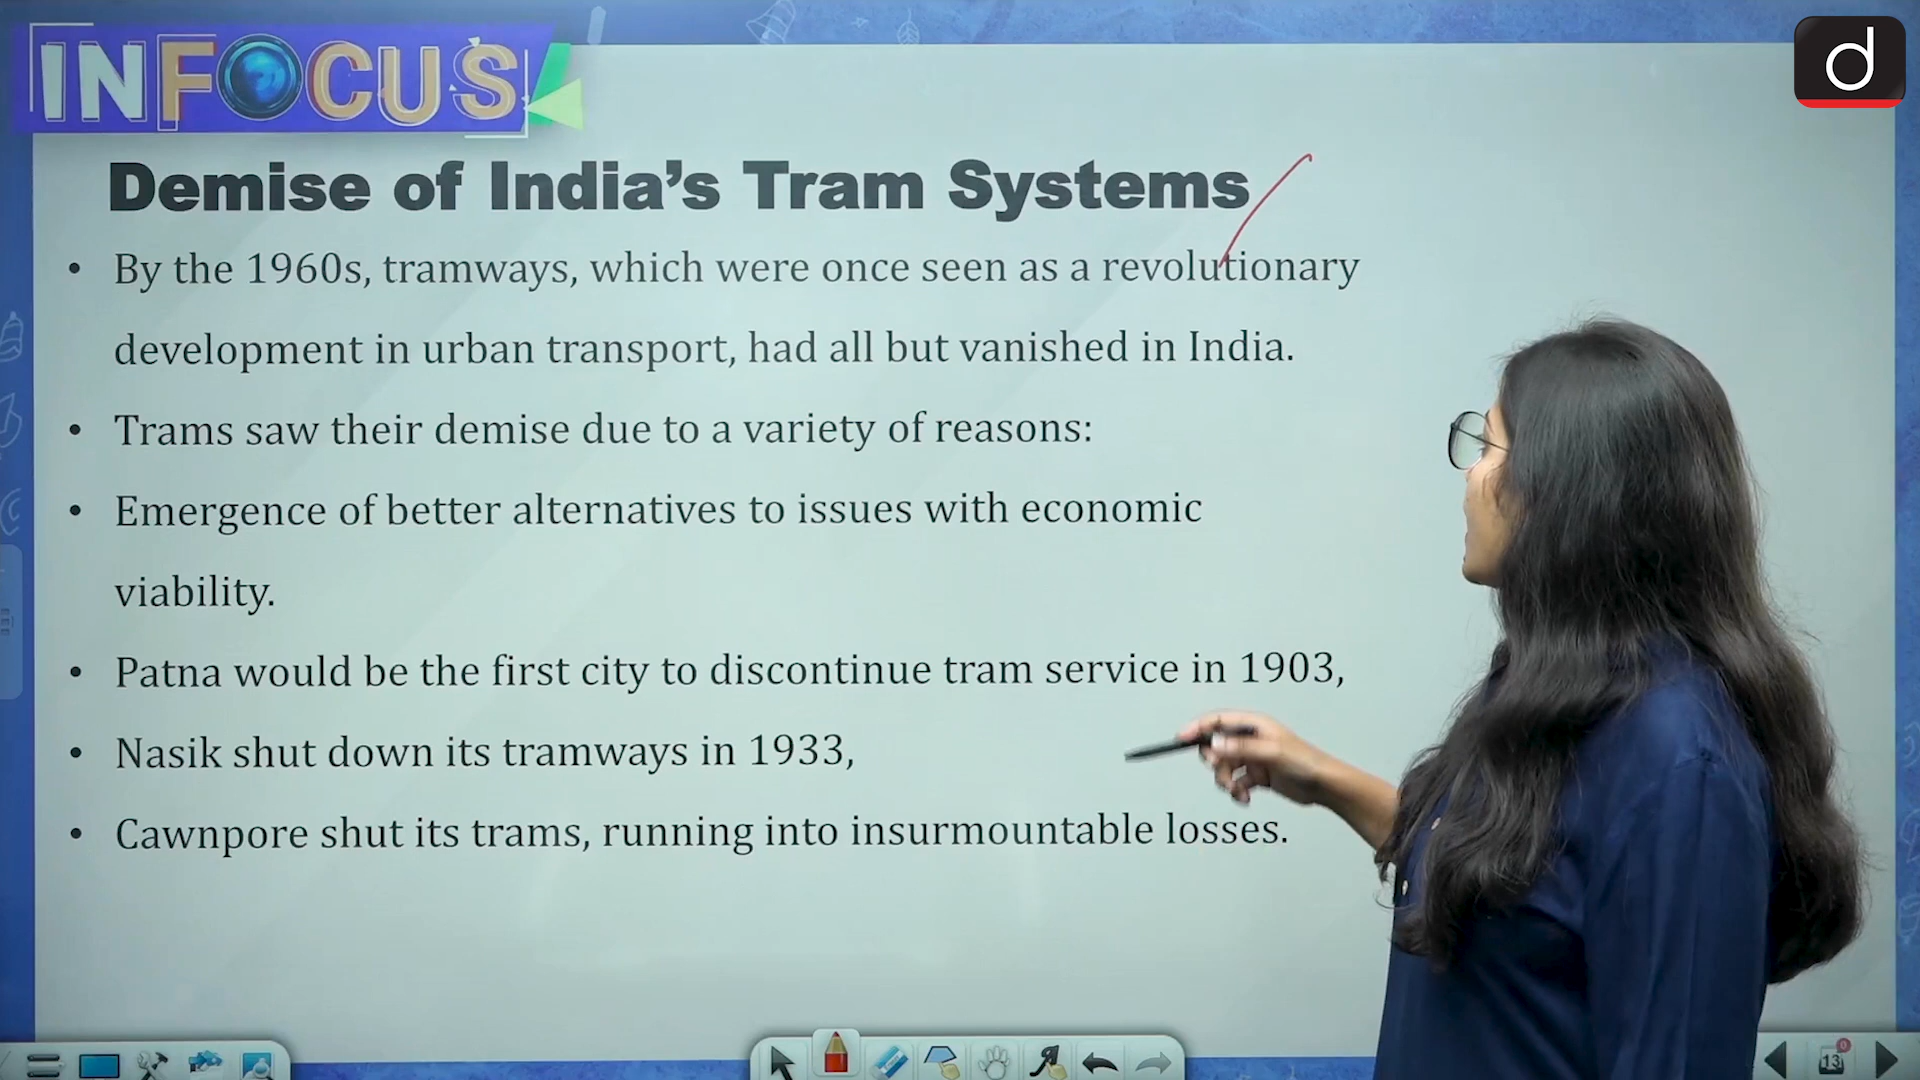 INFOCUS
d
Demise of India's Tram Systems
• By the 1960s, tramways, which were once seen as a revolutionary
development in urban transport, had all but vanished in India.
• Trams saw their demise due to a variety of reasons:
• Emergence of better alternatives to issues with economic
viability.
• Patna would be the first city to discontinue tram service in 1903,
• Nasik shut down its tramways in 1933,
• Cawnpore shut its trams, running into insurmountable losses.
13
0